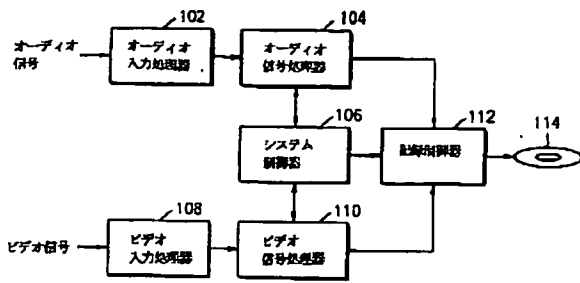 102
104
オーディオ
信号
オーディオ
入力処理器
オーディオ
信号処理器
106
112
114
システム
制御器
記録制御器
108
110
ビデオ信号
ビデオ
入力処理器
ビデオ
信号処理器